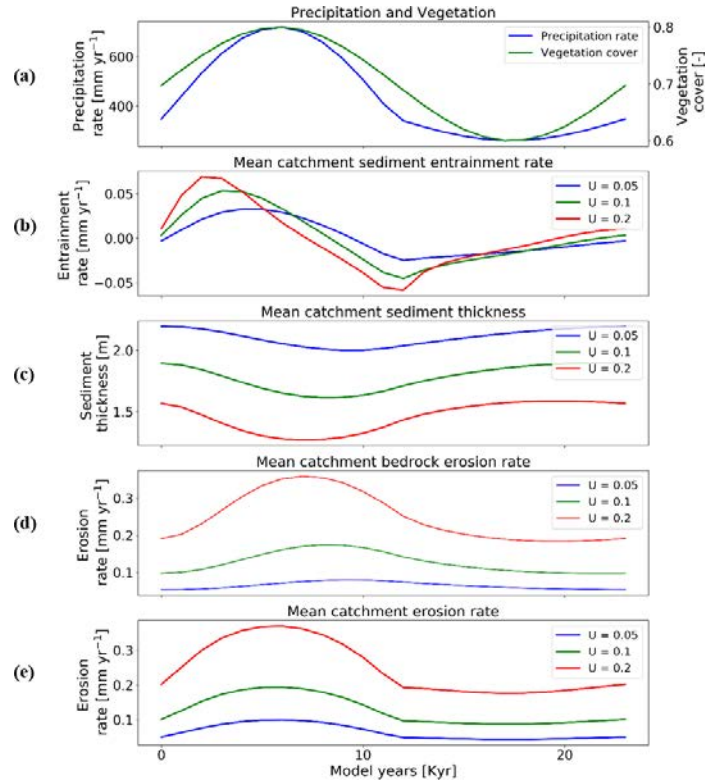 Precipitation and Vegetation
(a)
Precipitation
rate [mm yr⁻¹]
600
400
Precipitation rate
Vegetation cover
0.8
0.7
0.6
Vegetation
cover [-]
Mean catchment sediment entrainment rate
(b)
Entrainment
rate [mm yr⁻¹]
0.05
0.00
−0.05
U = 0.05
U = 0.1
U = 0.2
Mean catchment sediment thickness
(c)
Sediment
thickness [m]
2.0
1.5
U = 0.05
U = 0.1
U = 0.2
Mean catchment bedrock erosion rate
(d)
Erosion
rate [mm yr⁻¹]
0.3
0.2
0.1
U = 0.05
U = 0.1
U = 0.2
Mean catchment erosion rate
(e)
Erosion
rate [mm yr⁻¹]
0.3
0.2
0.1
U = 0.05
U = 0.1
U = 0.2
0 10 20
Model years [Kyr]